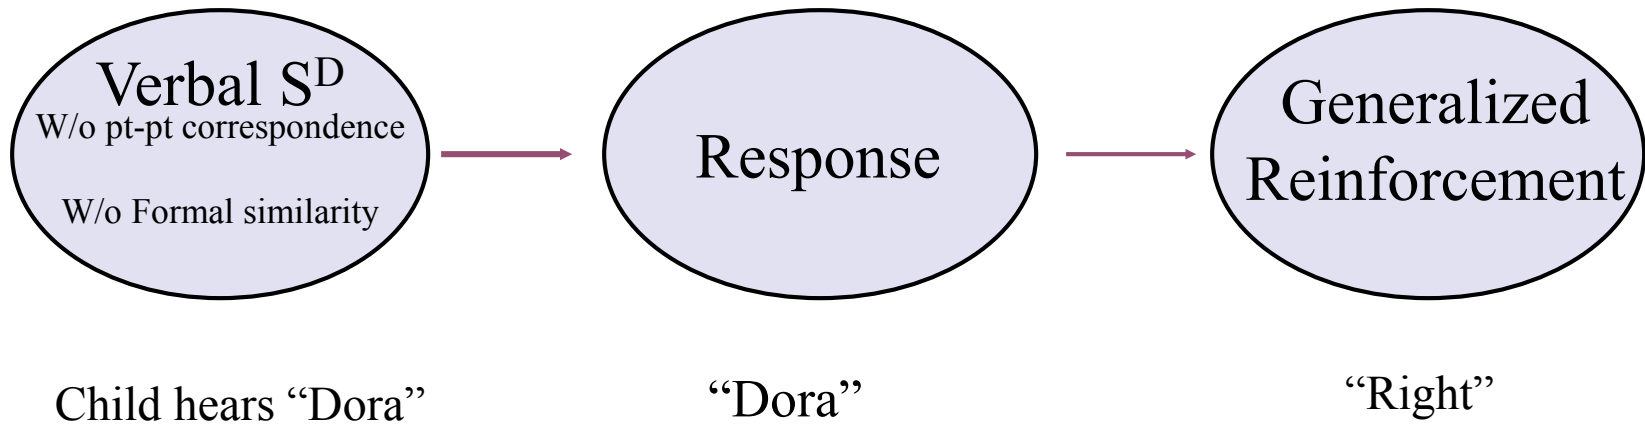 Verbal S^D
W/o pt-pt correspondence
W/o Formal similarity
Response
Generalized
Reinforcement
Child hears “Dora”
“Dora”
“Right”